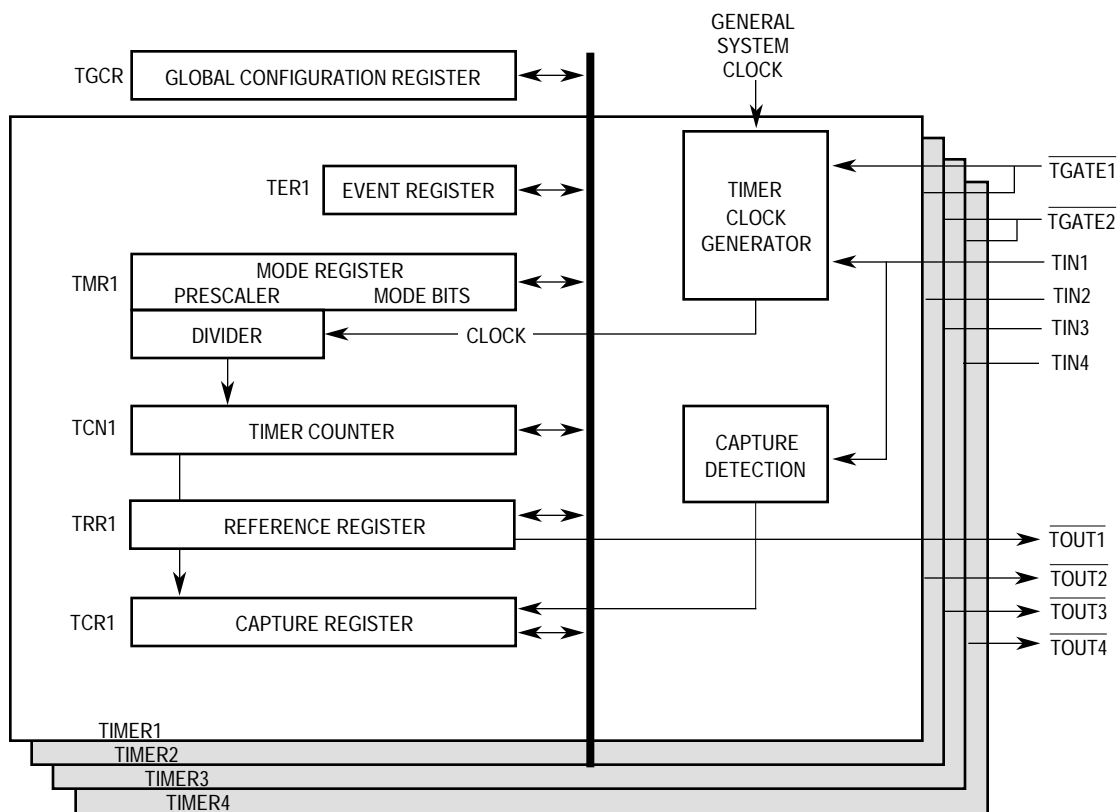 GENERAL
SYSTEM
CLOCK
TGCR
GLOBAL CONFIGURATION REGISTER
TER1
EVENT REGISTER
TIMER
CLOCK
GENERATOR
TGATE1
TGATE2
TMR1
MODE REGISTER
PRESCALER MODE BITS
DIVIDER
CLOCK
TIN1
TIN2
TIN3
TIN4
TCN1
TIMER COUNTER
CAPTURE
DETECTION
TRR1
REFERENCE REGISTER
TOUT1
TOUT2
TOUT3
TOUT4
TCR1
CAPTURE REGISTER
TIMER1
TIMER2
TIMER3
TIMER4